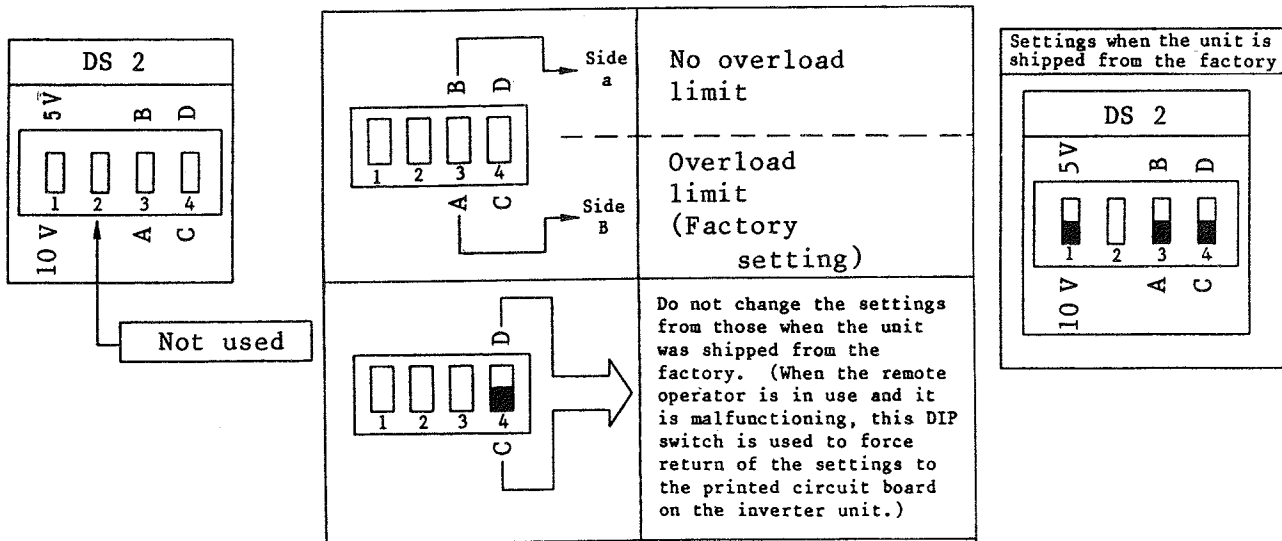 DS 2
5V B D
1 2 3 4
10 V A C
Not used
B D
1 2 3 4
A C
Side
a
Side
B
No overload
limit
Overload
limit
(Factory
setting)
D
1 2 3 4
C
Do not change the settings
from those when the unit
was shipped from the
factory. (When the remote
operator is in use and it
is malfunctioning, this DIP
switch is used to force
return of the settings to
the printed circuit board
on the inverter unit.)
Settings when the unit is
shipped from the factory
DS 2
5V B D
1 2 3 4
10 V A C